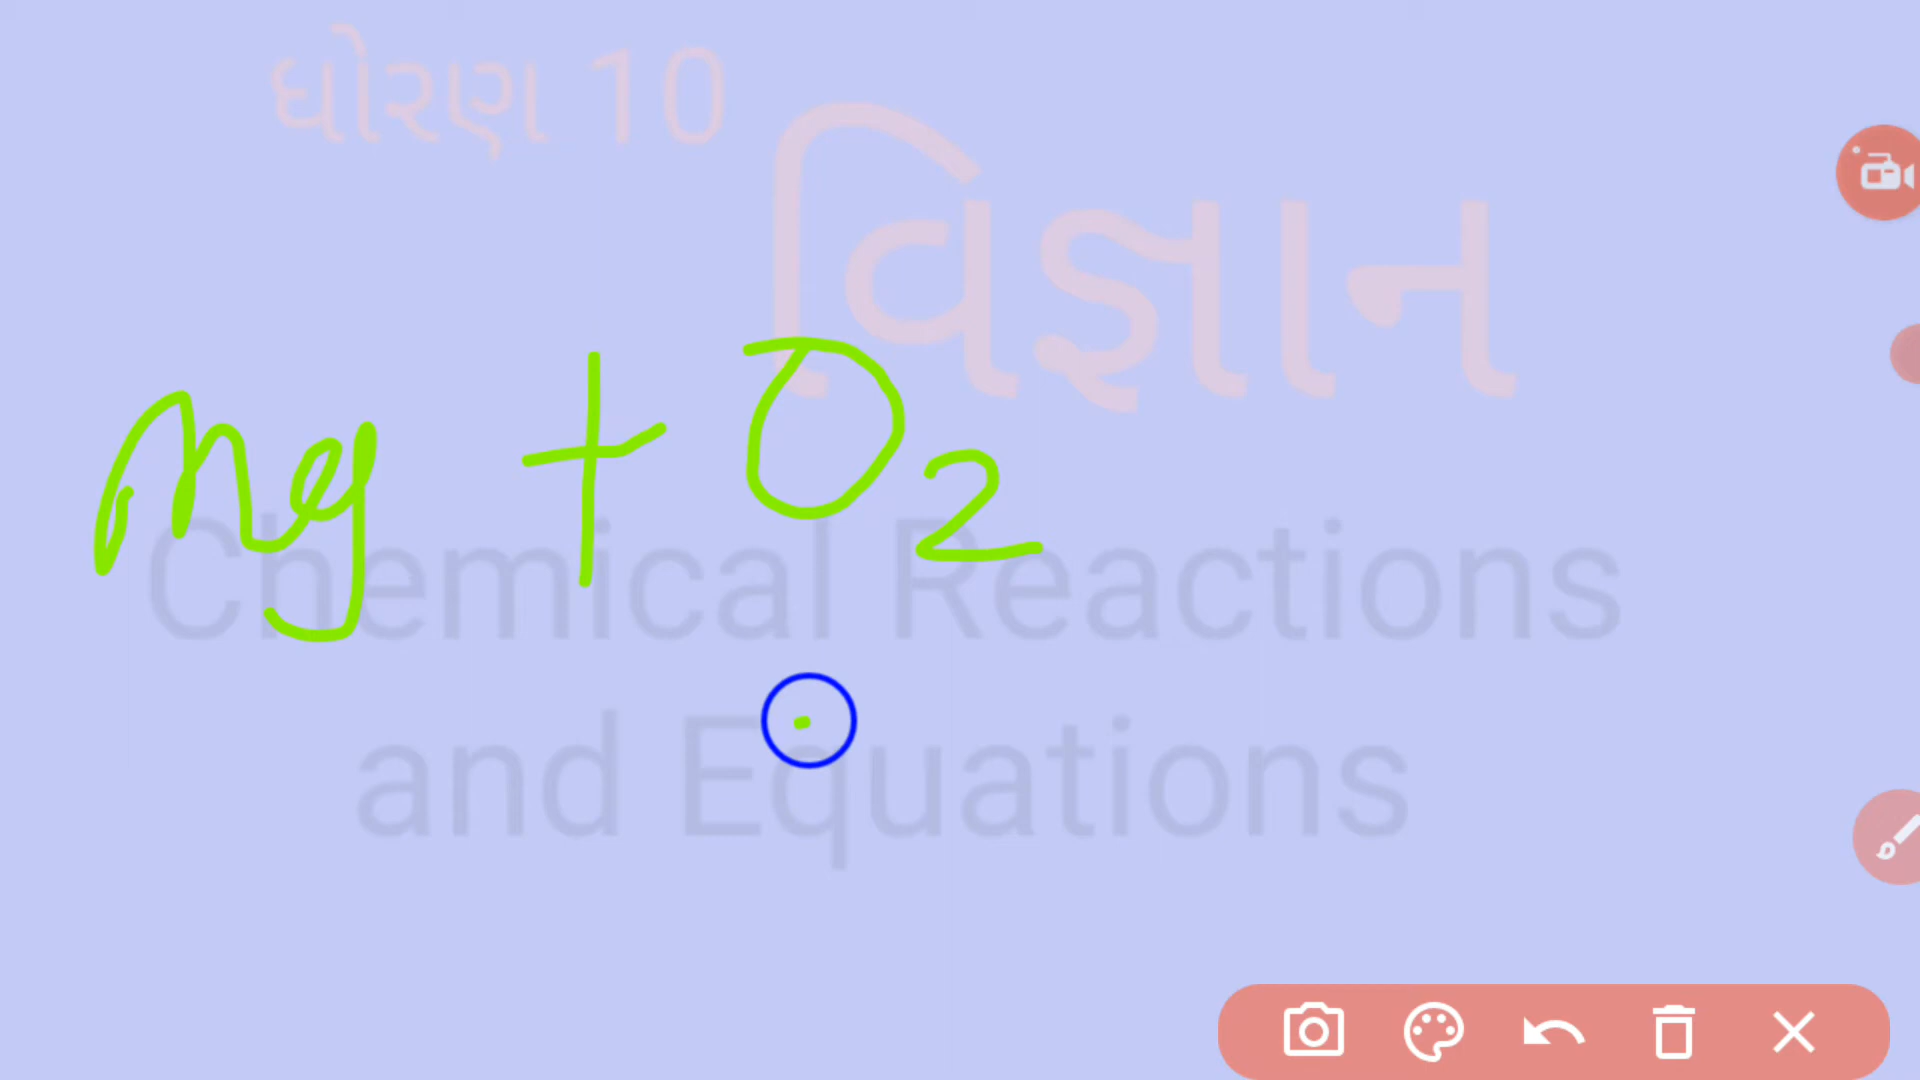 ધોરણ 10
વિજ્ઞાન
Mg + O2
Chemical Reactions
and Equations